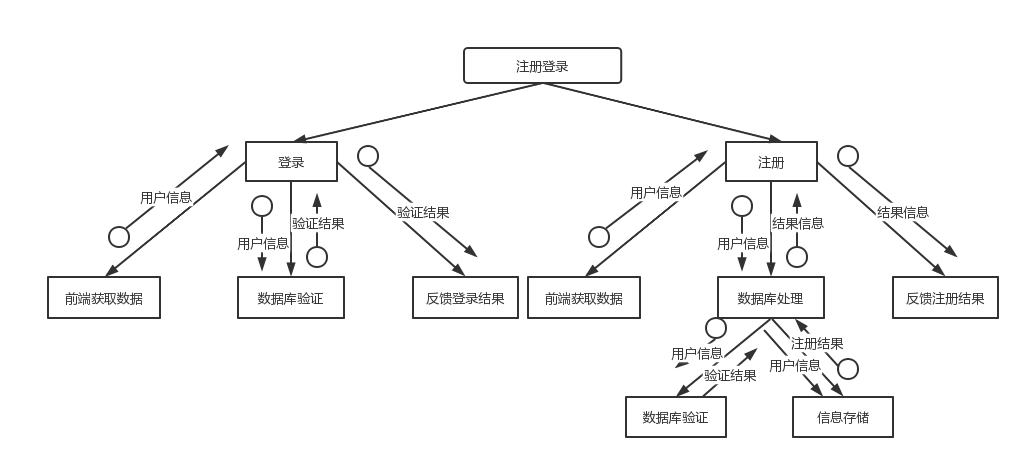 注册登录
登录
注册
用户信息
用户信息
验证结果
验证结果
用户信息
用户信息
结果信息
结果信息
前端获取数据
数据库验证
反馈登录结果
前端获取数据
数据库处理
反馈注册结果
用户信息
验证结果
用户信息
注册结果
数据库验证
信息存储